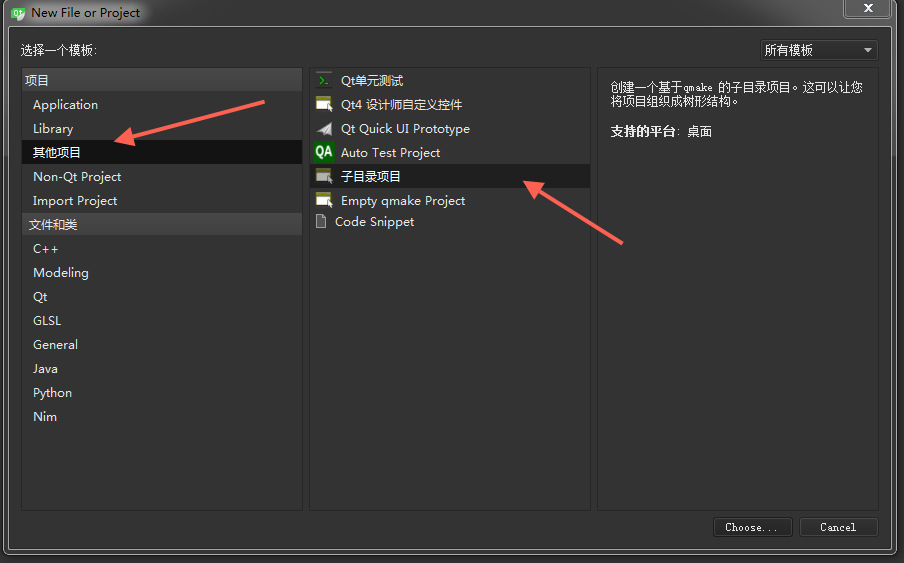 New File or Project
选择一个模板:
所有模板
项目
Application
Library
其他项目
Non-Qt Project
Import Project
文件和类
C++
Modeling
Qt
GLSL
General
Java
Python
Nim
Qt单元测试
Qt4 设计师自定义控件
Qt Quick UI Prototype
QA Auto Test Project
子目录项目
Empty qmake Project
Code Snippet
创建一个基于qmake 的子目录项目。这可以让您
将项目组织成树形结构。
支持的平台: 桌面
Choose...
Cancel